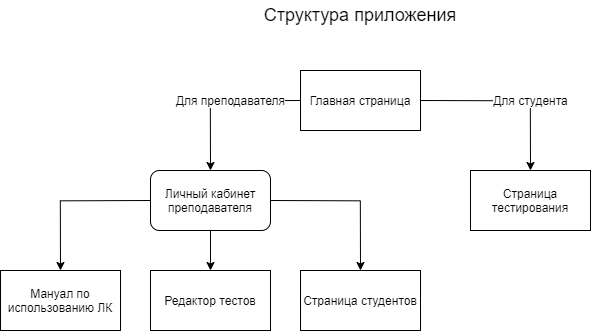 Структура приложения
Для преподавателя
Главная страница
Для студента
Личный кабинет
преподавателя
Страница
тестирования
Мануал по
использованию ЛК
Редактор тестов
Страница студентов